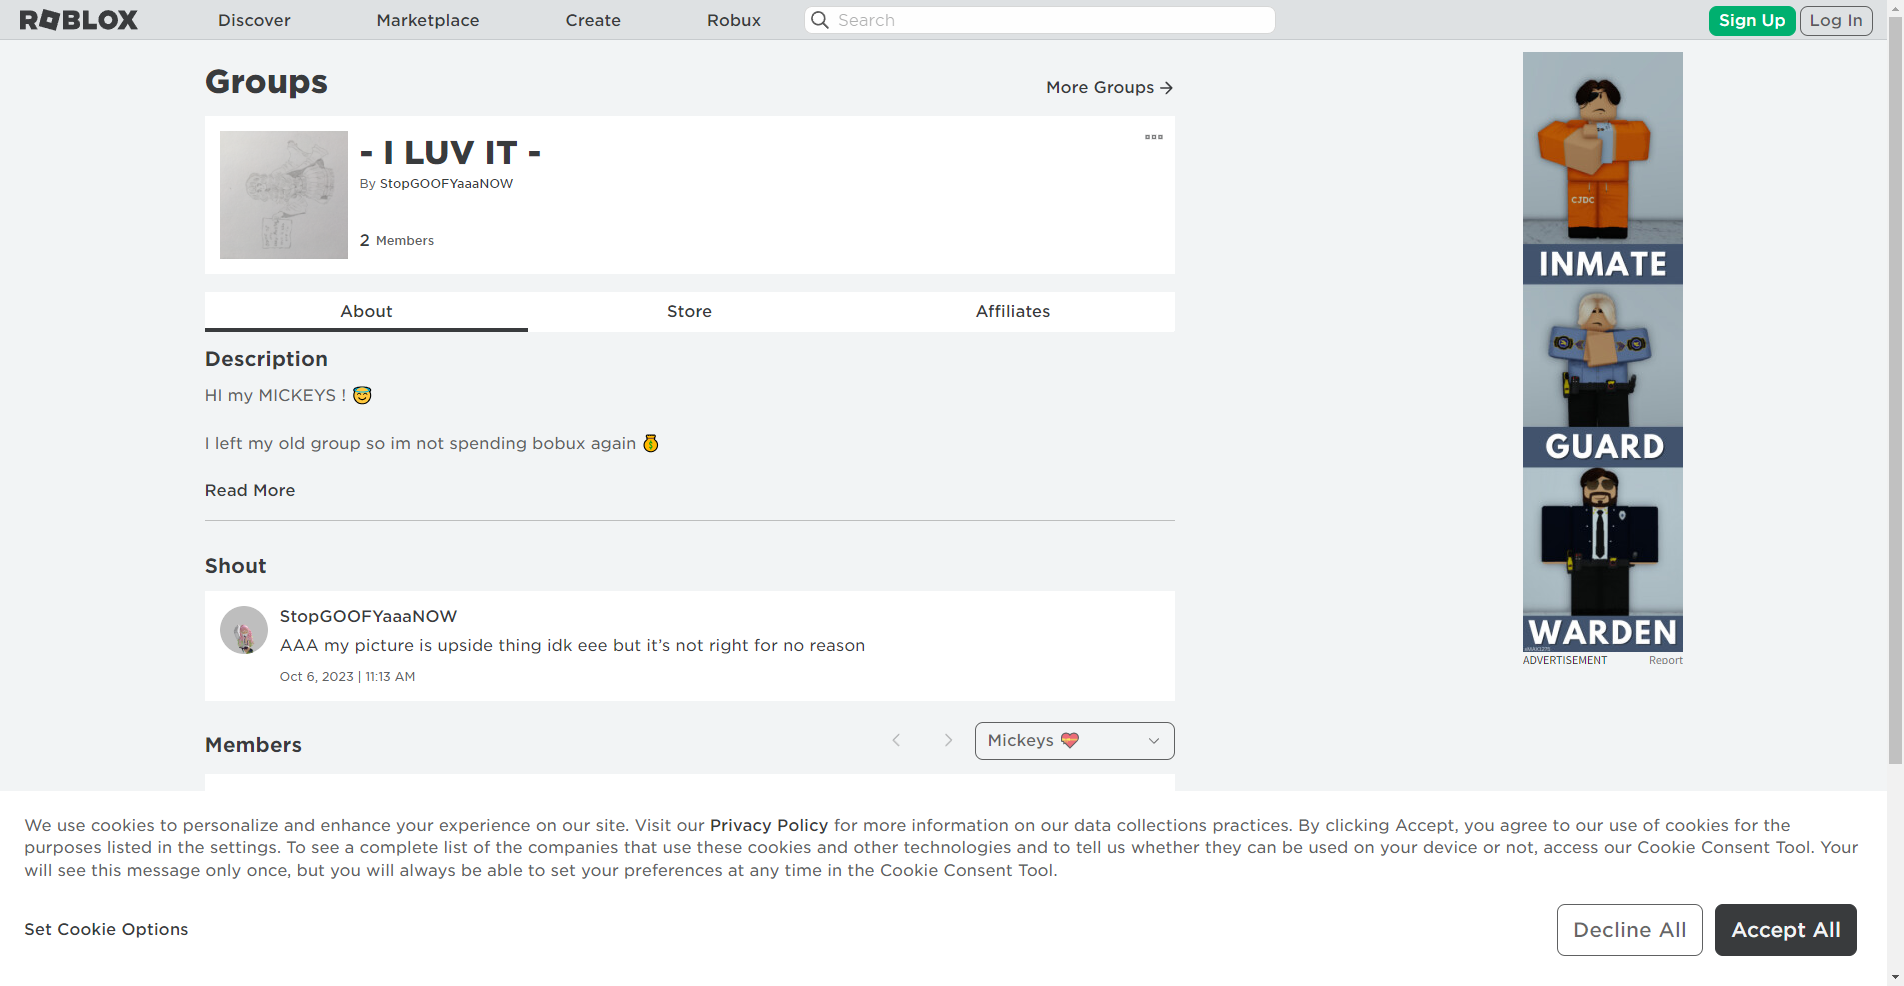 ROBLOX
Discover
Marketplace
Create
Robux
Search
Sign Up
Log In
Groups
More Groups →
- I LUV IT -
By StopGOOFYaaaNOW
2 Members
About
Store
Affiliates
Description
HI my MICKEYS ! 😇
I left my old group so im not spending bobux again 💰
Read More
Shout
StopGOOFYaaaNOW
AAA my picture is upside thing idk eee but it’s not right for no reason
Oct 6, 2023 | 11:13 AM
Members
Mickeys 💝
CJDC
INMATE
GUARD
WARDEN
ADVERTISEMENT
Report
We use cookies to personalize and enhance your experience on our site. Visit our Privacy Policy for more information on our data collections practices. By clicking Accept, you agree to our use of cookies for the
purposes listed in the settings. To see a complete list of the companies that use these cookies and other technologies and to tell us whether they can be used on your device or not, access our Cookie Consent Tool. Your
will see this message only once, but you will always be able to set your preferences at any time in the Cookie Consent Tool.
Set Cookie Options
Decline All
Accept All